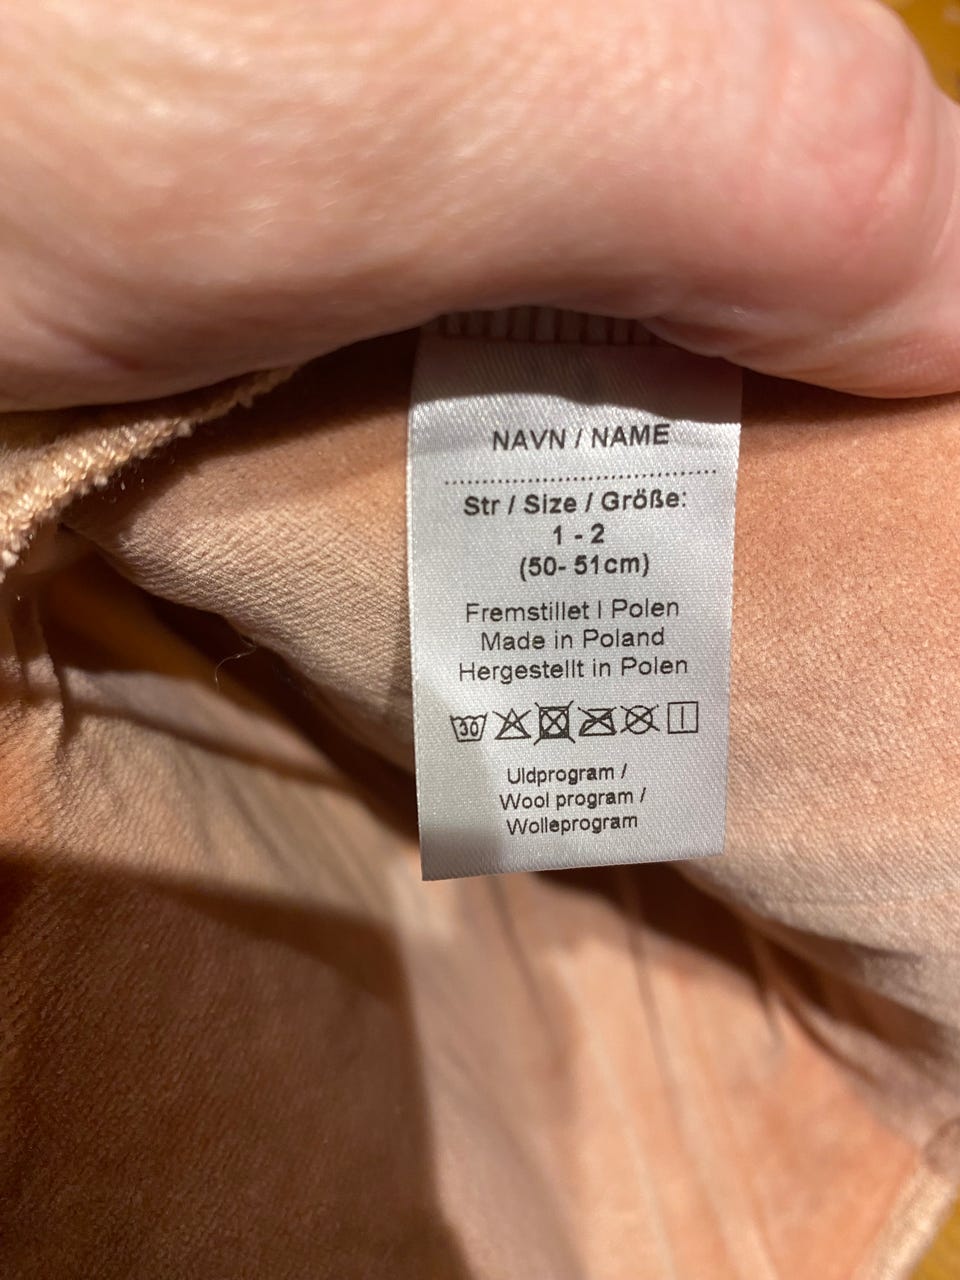 NAVN / NAME
Str / Size / Größe:
1 - 2
(50- 51cm)
Fremstillet I Polen
Made in Poland
Hergestellt in Polen
30
Uldprogram /
Wool program /
Wolleprogram